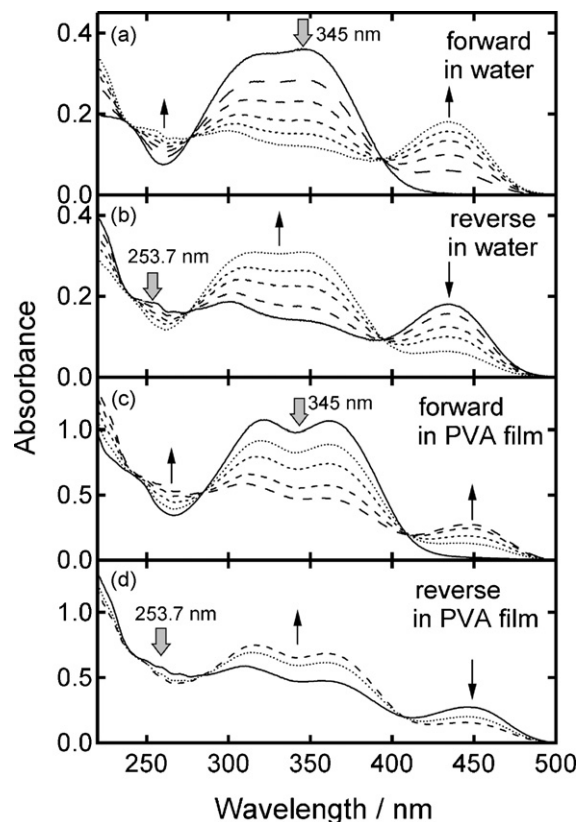 0.4
(a)
345 nm
forward
in water
0.2
0.0
0.4
(b)
reverse
in water
253.7 nm
0.2
0.0
Absorbance
(c)
345 nm
forward
in PVA film
1.0
0.5
0.0
(d)
reverse
in PVA film
253.7 nm
1.0
0.5
0.0
250 300 350 400 450 500
Wavelength / nm